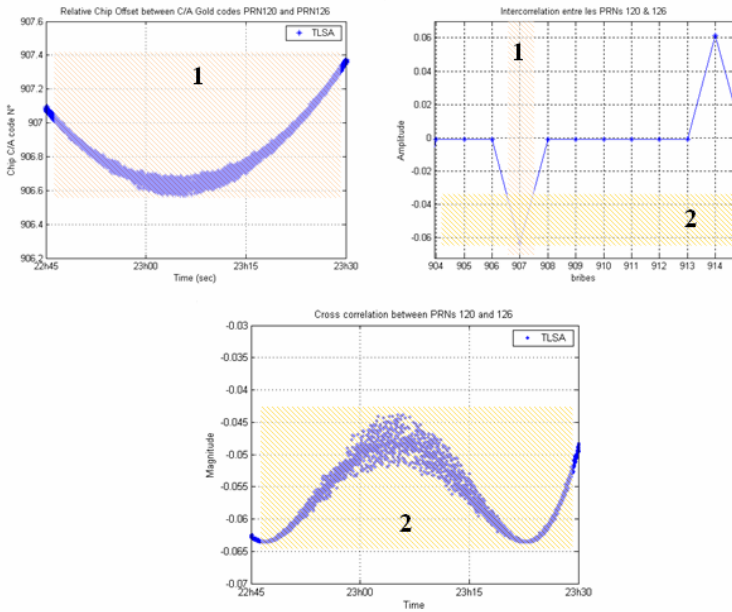 Relative Chip Offset between C/A Gold codes PRN120 and PRN126
907.6
907.4
907.2
907
906.8
906.6
906.4
906.2
Chip C/A code N°
TLSA
1
22h45
23h00
23h15
23h30
Time (sec)
Intercorrelation entre les PRNs 120 & 126
0.06
0.04
0.02
0
-0.02
-0.04
-0.06
Amplitude
1
2
904 905 906 907 908 909 910 911 912 913 914
bribes
Cross correlation between PRNs 120 and 126
-0.03
-0.035
-0.04
-0.045
-0.05
-0.055
-0.06
-0.065
-0.07
Magnitude
TLSA
2
22h45
23h00
23h15
23h30
Time